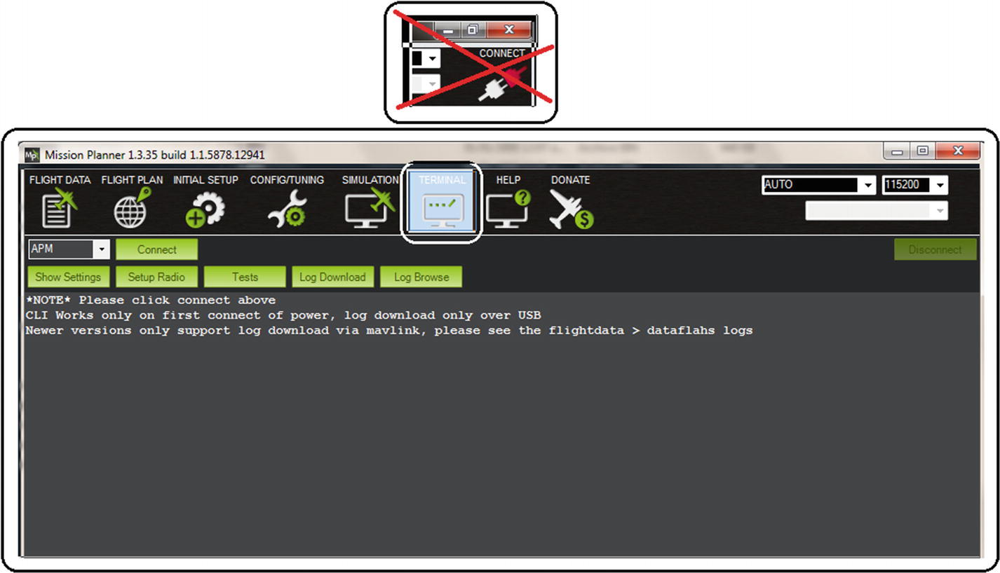 CONNECT
Mp Mission Planner 1.3.35 build 1.1.5878.12941
FLIGHT DATA FLIGHT PLAN INITIAL SETUP CONFIG/TUNING SIMULATION TERMINAL HELP DONATE
AUTO 115200
APM Connect Disconnect
Show Settings Setup Radio Tests Log Download Log Browse
*NOTE* Please click connect above
CLI Works only on first connect of power, log download only over USB
Newer versions only support log download via mavlink, please see the flightdata > dataflahs logs